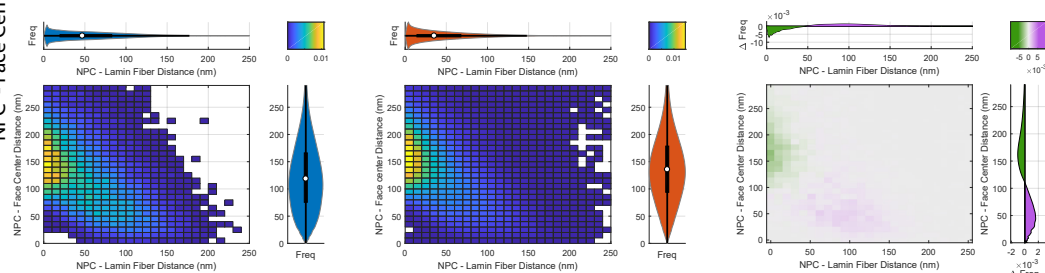 NPC - Face Cen
Freq
0 50 100 150 200 250
NPC - Lamin Fiber Distance (nm)
0 0.01
Freq
0 50 100 150 200 250
NPC - Lamin Fiber Distance (nm)
0 0.01
×10⁻³
Δ Freq
0
-5
-10
0 50 100 150 200 250
NPC - Lamin Fiber Distance (nm)
-5 0 5
×10⁻³
NPC - Face Center Distance (nm)
250
200
150
100
50
0
0 50 100 150 200 250
NPC - Lamin Fiber Distance (nm)
Freq
NPC - Face center Distance (nm)
250
200
150
100
50
0
0 50 100 150 200 250
NPC - Lamin Fiber Distance (nm)
Freq
NPC - Face Center Distance (nm)
250
200
150
100
50
0
0 50 100 150 200 250
NPC - Lamin Fiber Distance (nm)
NPC - Face Center Distance (nm)
250
200
150
100
50
0
-2 0 2
×10⁻³
Δ Freq